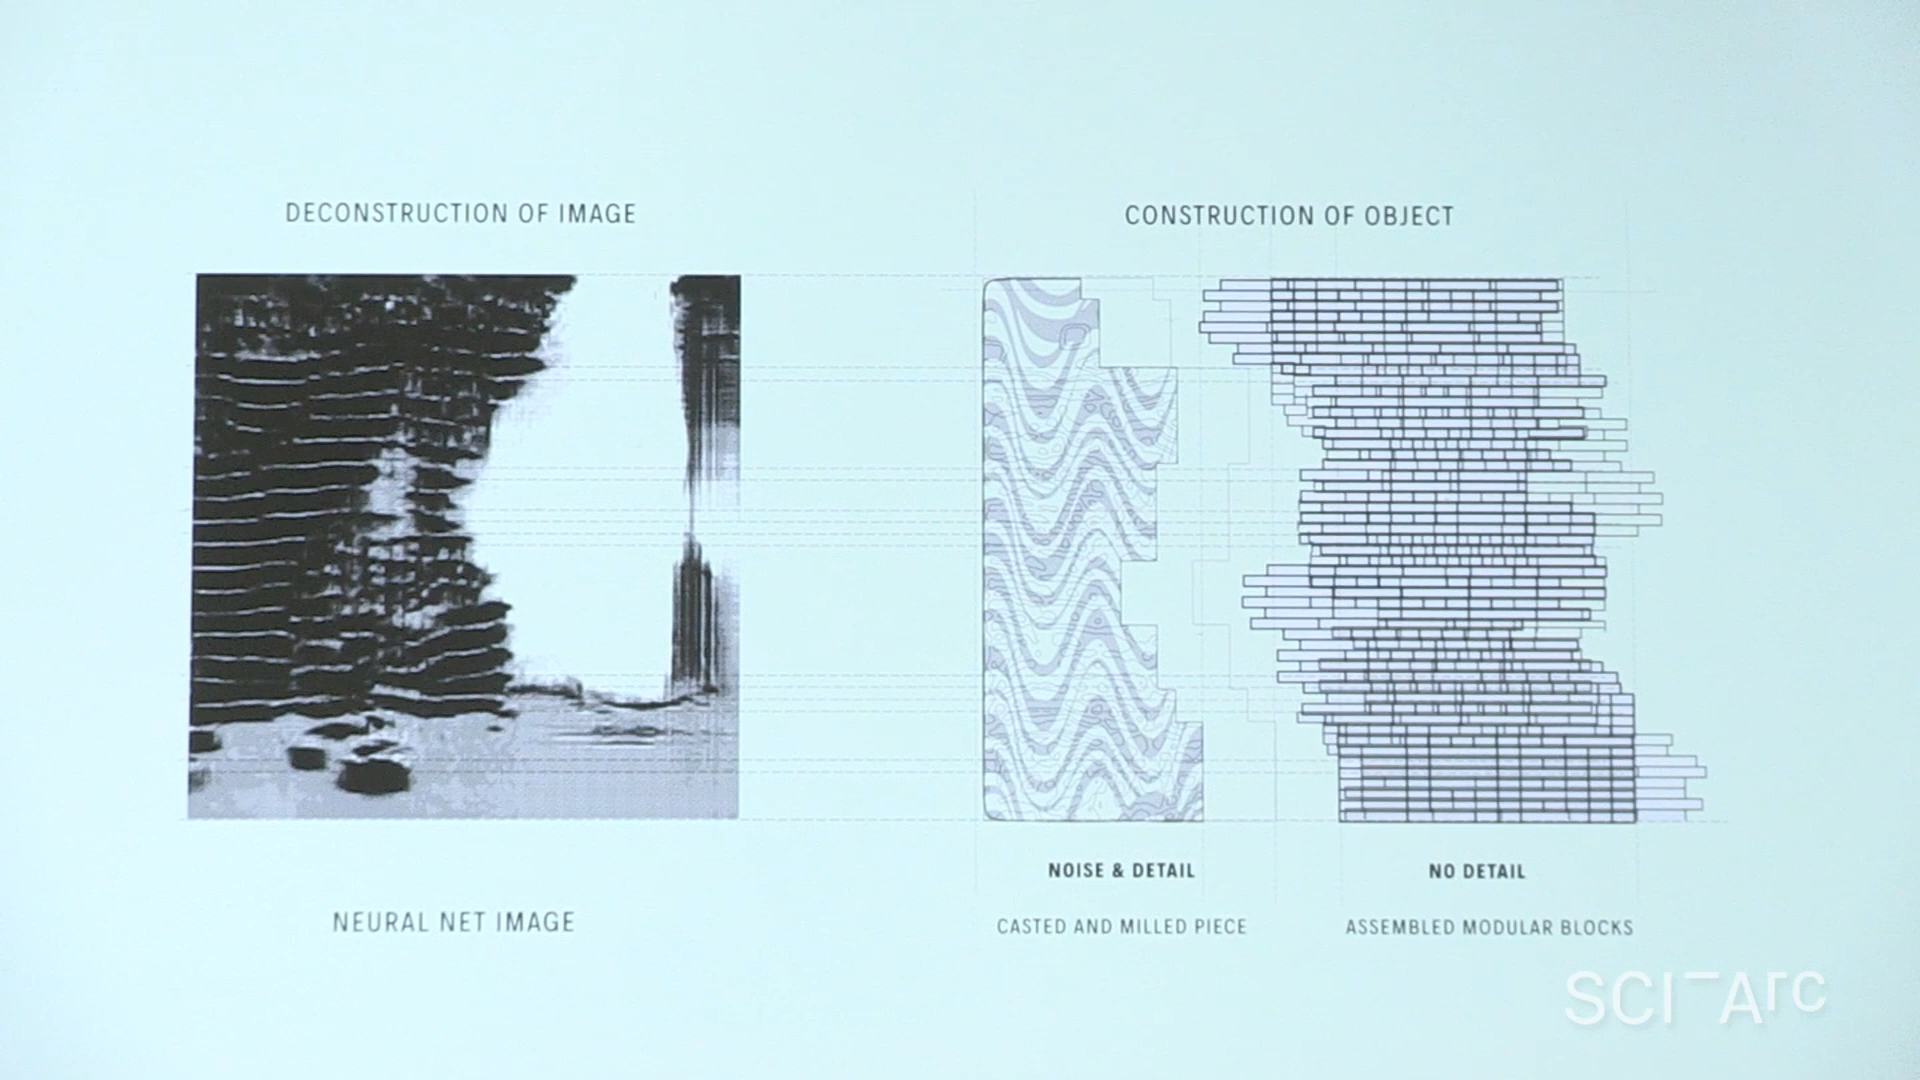 DECONSTRUCTION OF IMAGE
CONSTRUCTION OF OBJECT
NOISE & DETAIL
NO DETAIL
NEURAL NET IMAGE
CASTED AND MILLED PIECE
ASSEMBLED MODULAR BLOCKS
SCI-Arc